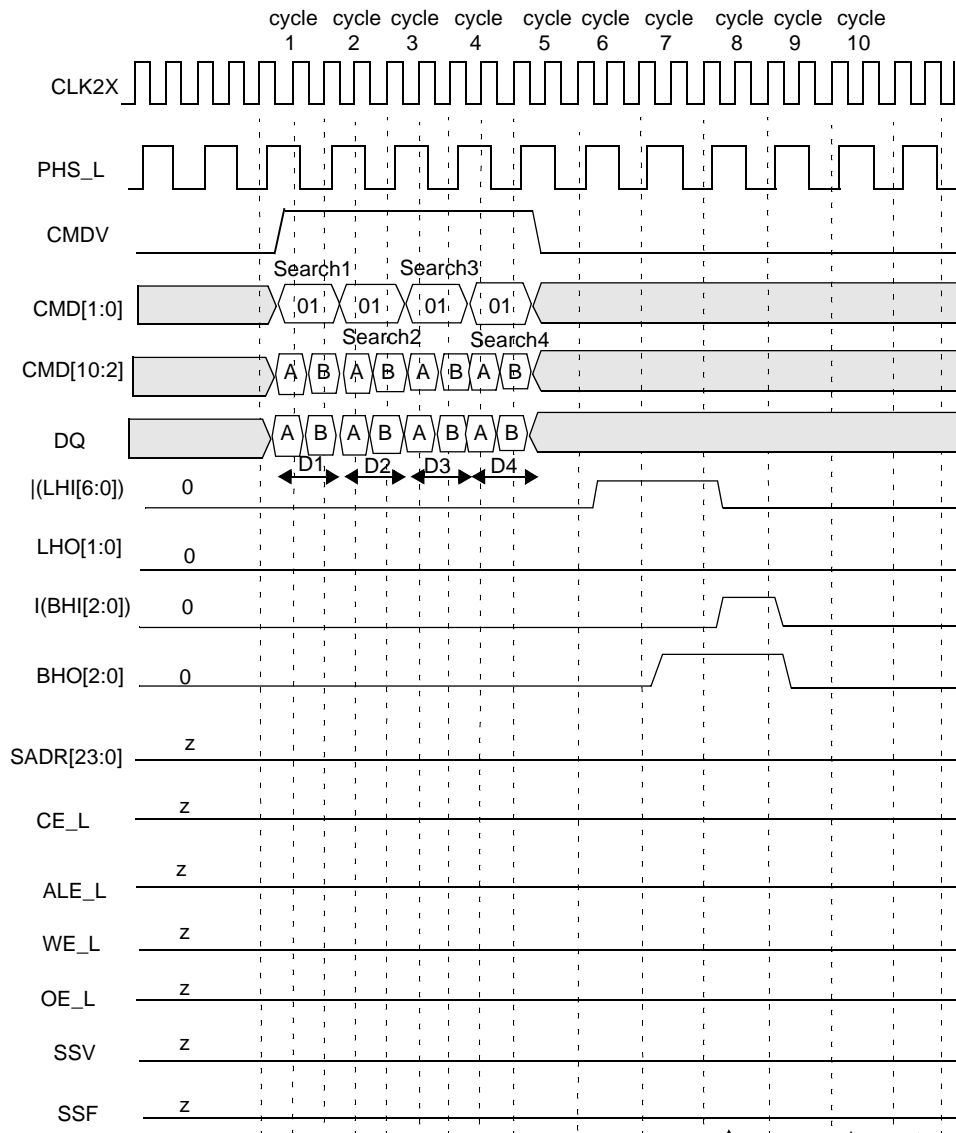 cycle cycle cycle cycle cycle cycle cycle cycle cycle cycle
1 2 3 4 5 6 7 8 9 10
CLK2X
PHS_L
CMDV
Search1 Search3
CMD[1:0] 01 01 01 01
Search2 Search4
CMD[10:2] A B A B A B A B
DQ A B A B A B A B
D1 D2 D3 D4
|(LHI[6:0]) 0
LHO[1:0] 0
I(BHI[2:0]) 0
BHO[2:0] 0
SADR[23:0] z
CE_L z
ALE_L z
WE_L z
OE_L z
SSV z
SSF z